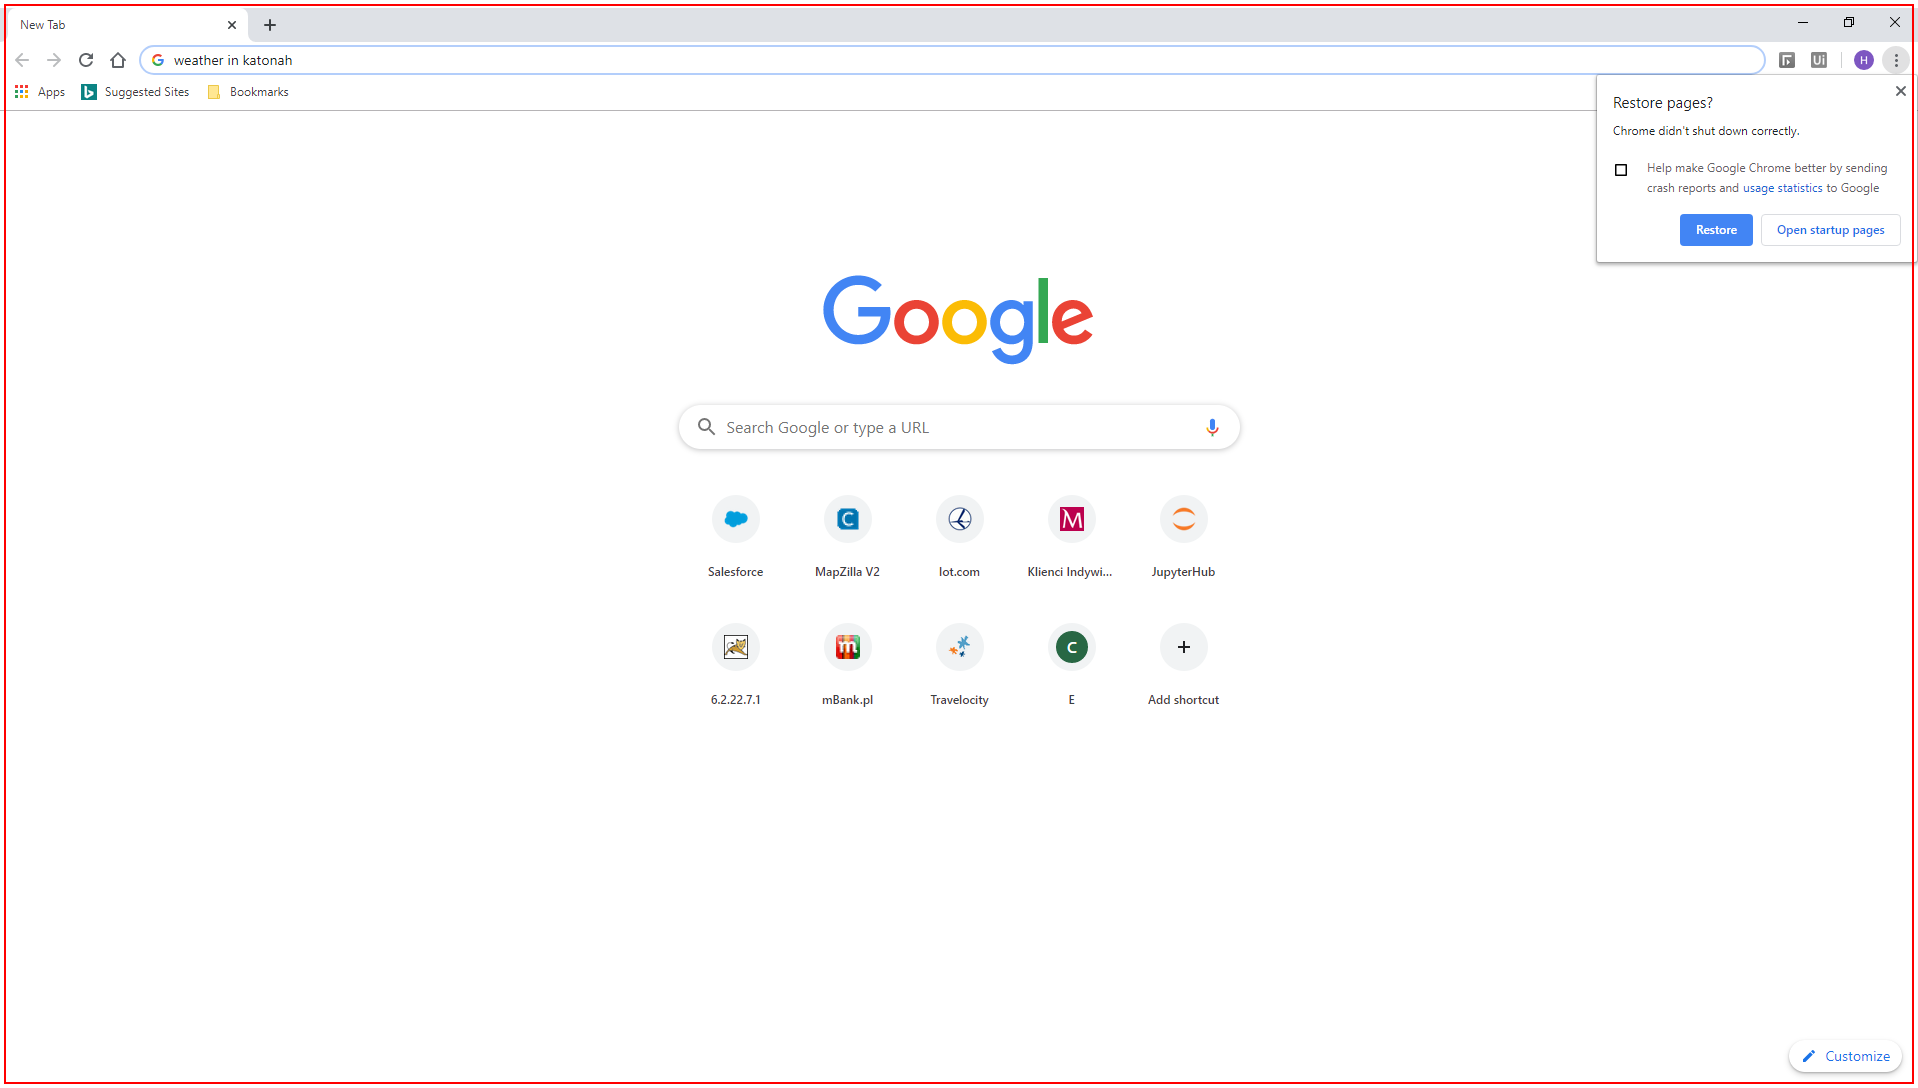 New Tab
weather in katonah
Ui
H
Apps
Suggested Sites
Bookmarks
Restore pages?
Chrome didn't shut down correctly.
Help make Google Chrome better by sending
crash reports and usage statistics to Google
Restore
Open startup pages
Google
Search Google or type a URL
C
M
Salesforce
MapZilla V2
lot.com
Klienci Indywi...
JupyterHub
m
C
6.2.22.7.1
mBank.pl
Travelocity
E
Add shortcut
Customize